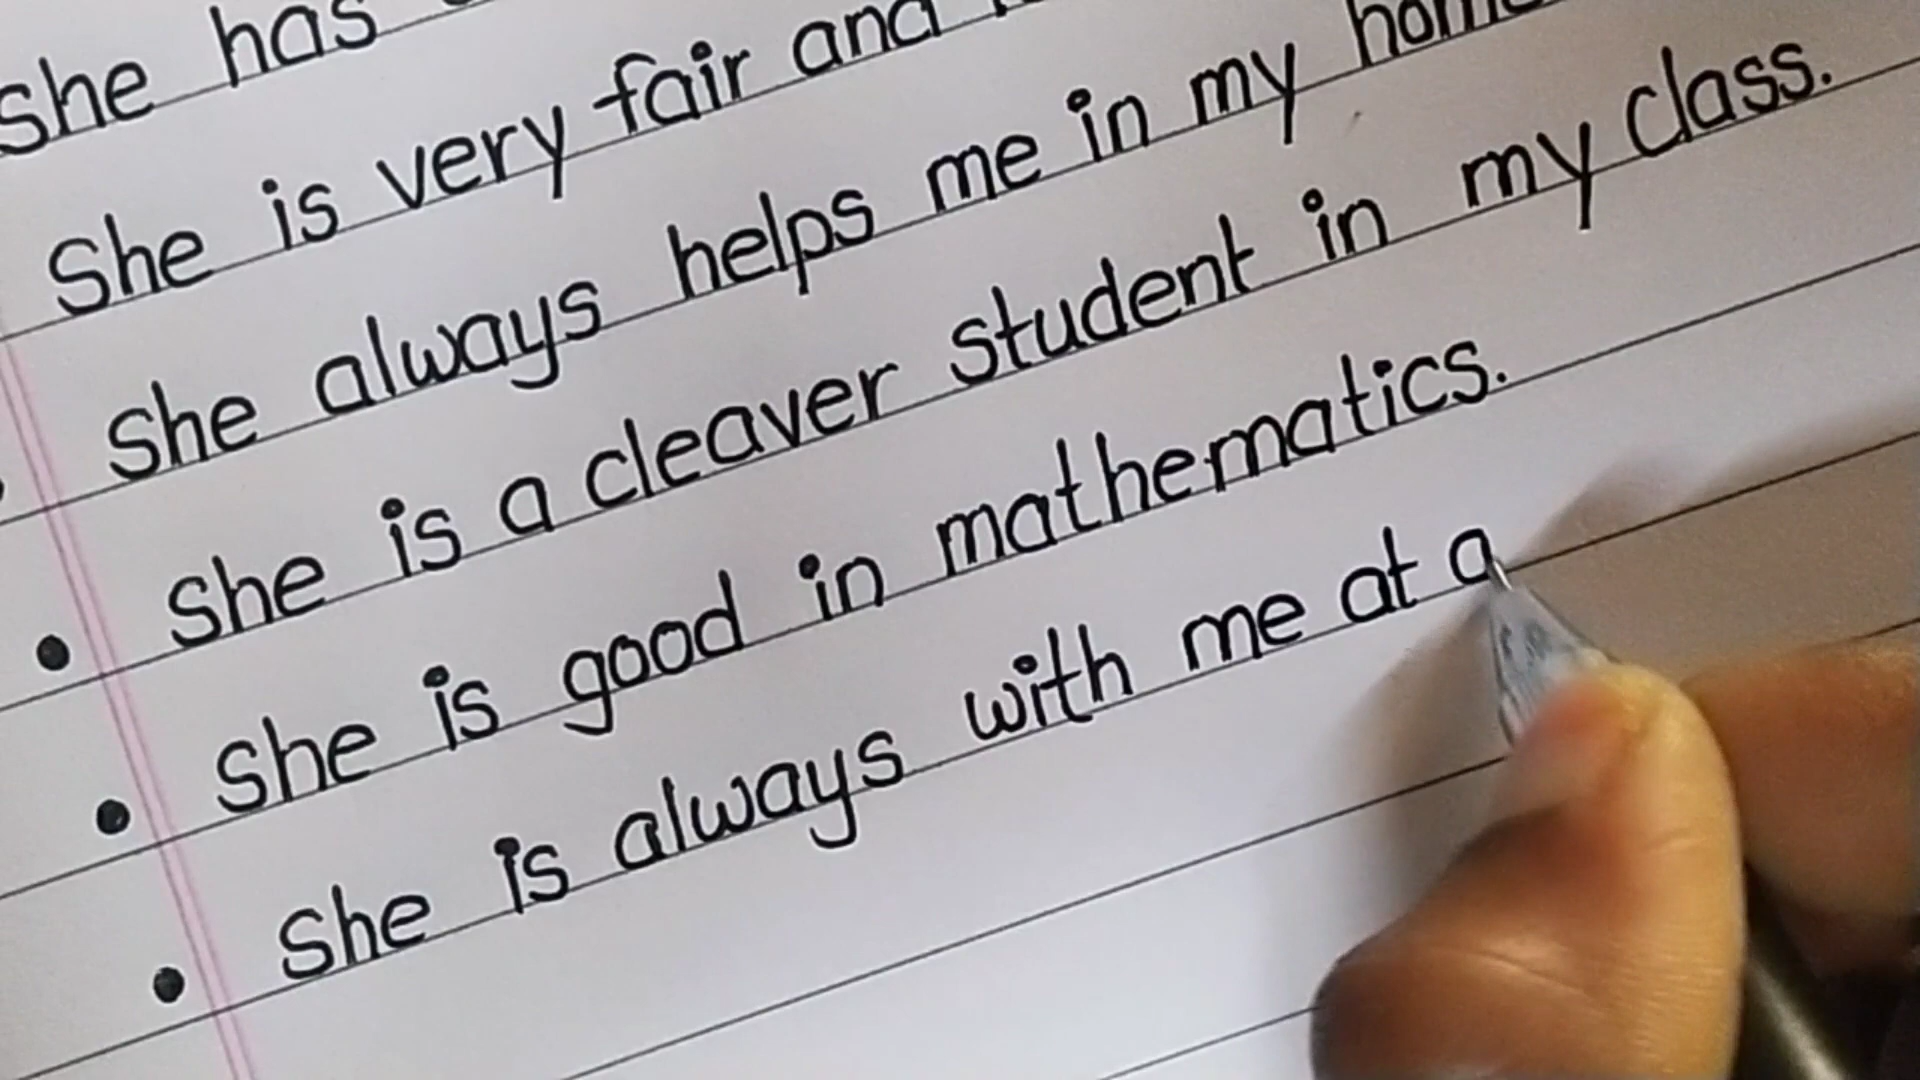 She has
She is very fair and
She always helps me in my
She is a cleaver student in my class.
She is good in mathematics.
She is always with me at a